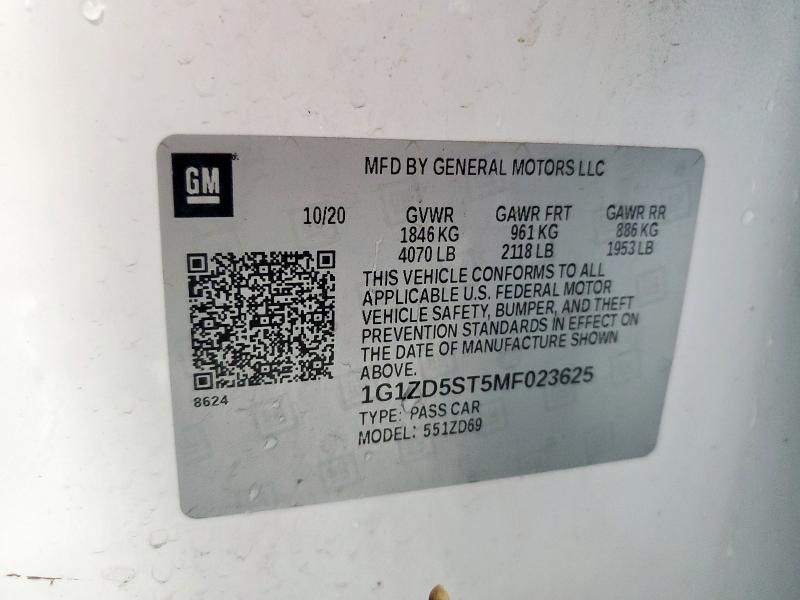 GM
MFD BY GENERAL MOTORS LLC
10/20 GVWR GAWR FRT GAWR RR
1846 KG 961 KG 886 KG
4070 LB 2118 LB 1953 LB
THIS VEHICLE CONFORMS TO ALL
APPLICABLE U.S. FEDERAL MOTOR
VEHICLE SAFETY, BUMPER, AND THEFT
PREVENTION STANDARDS IN EFFECT ON
THE DATE OF MANUFACTURE SHOWN
ABOVE.
1G1ZD5ST5MF023625
8624
TYPE: PASS CAR
MODEL: 551ZD69